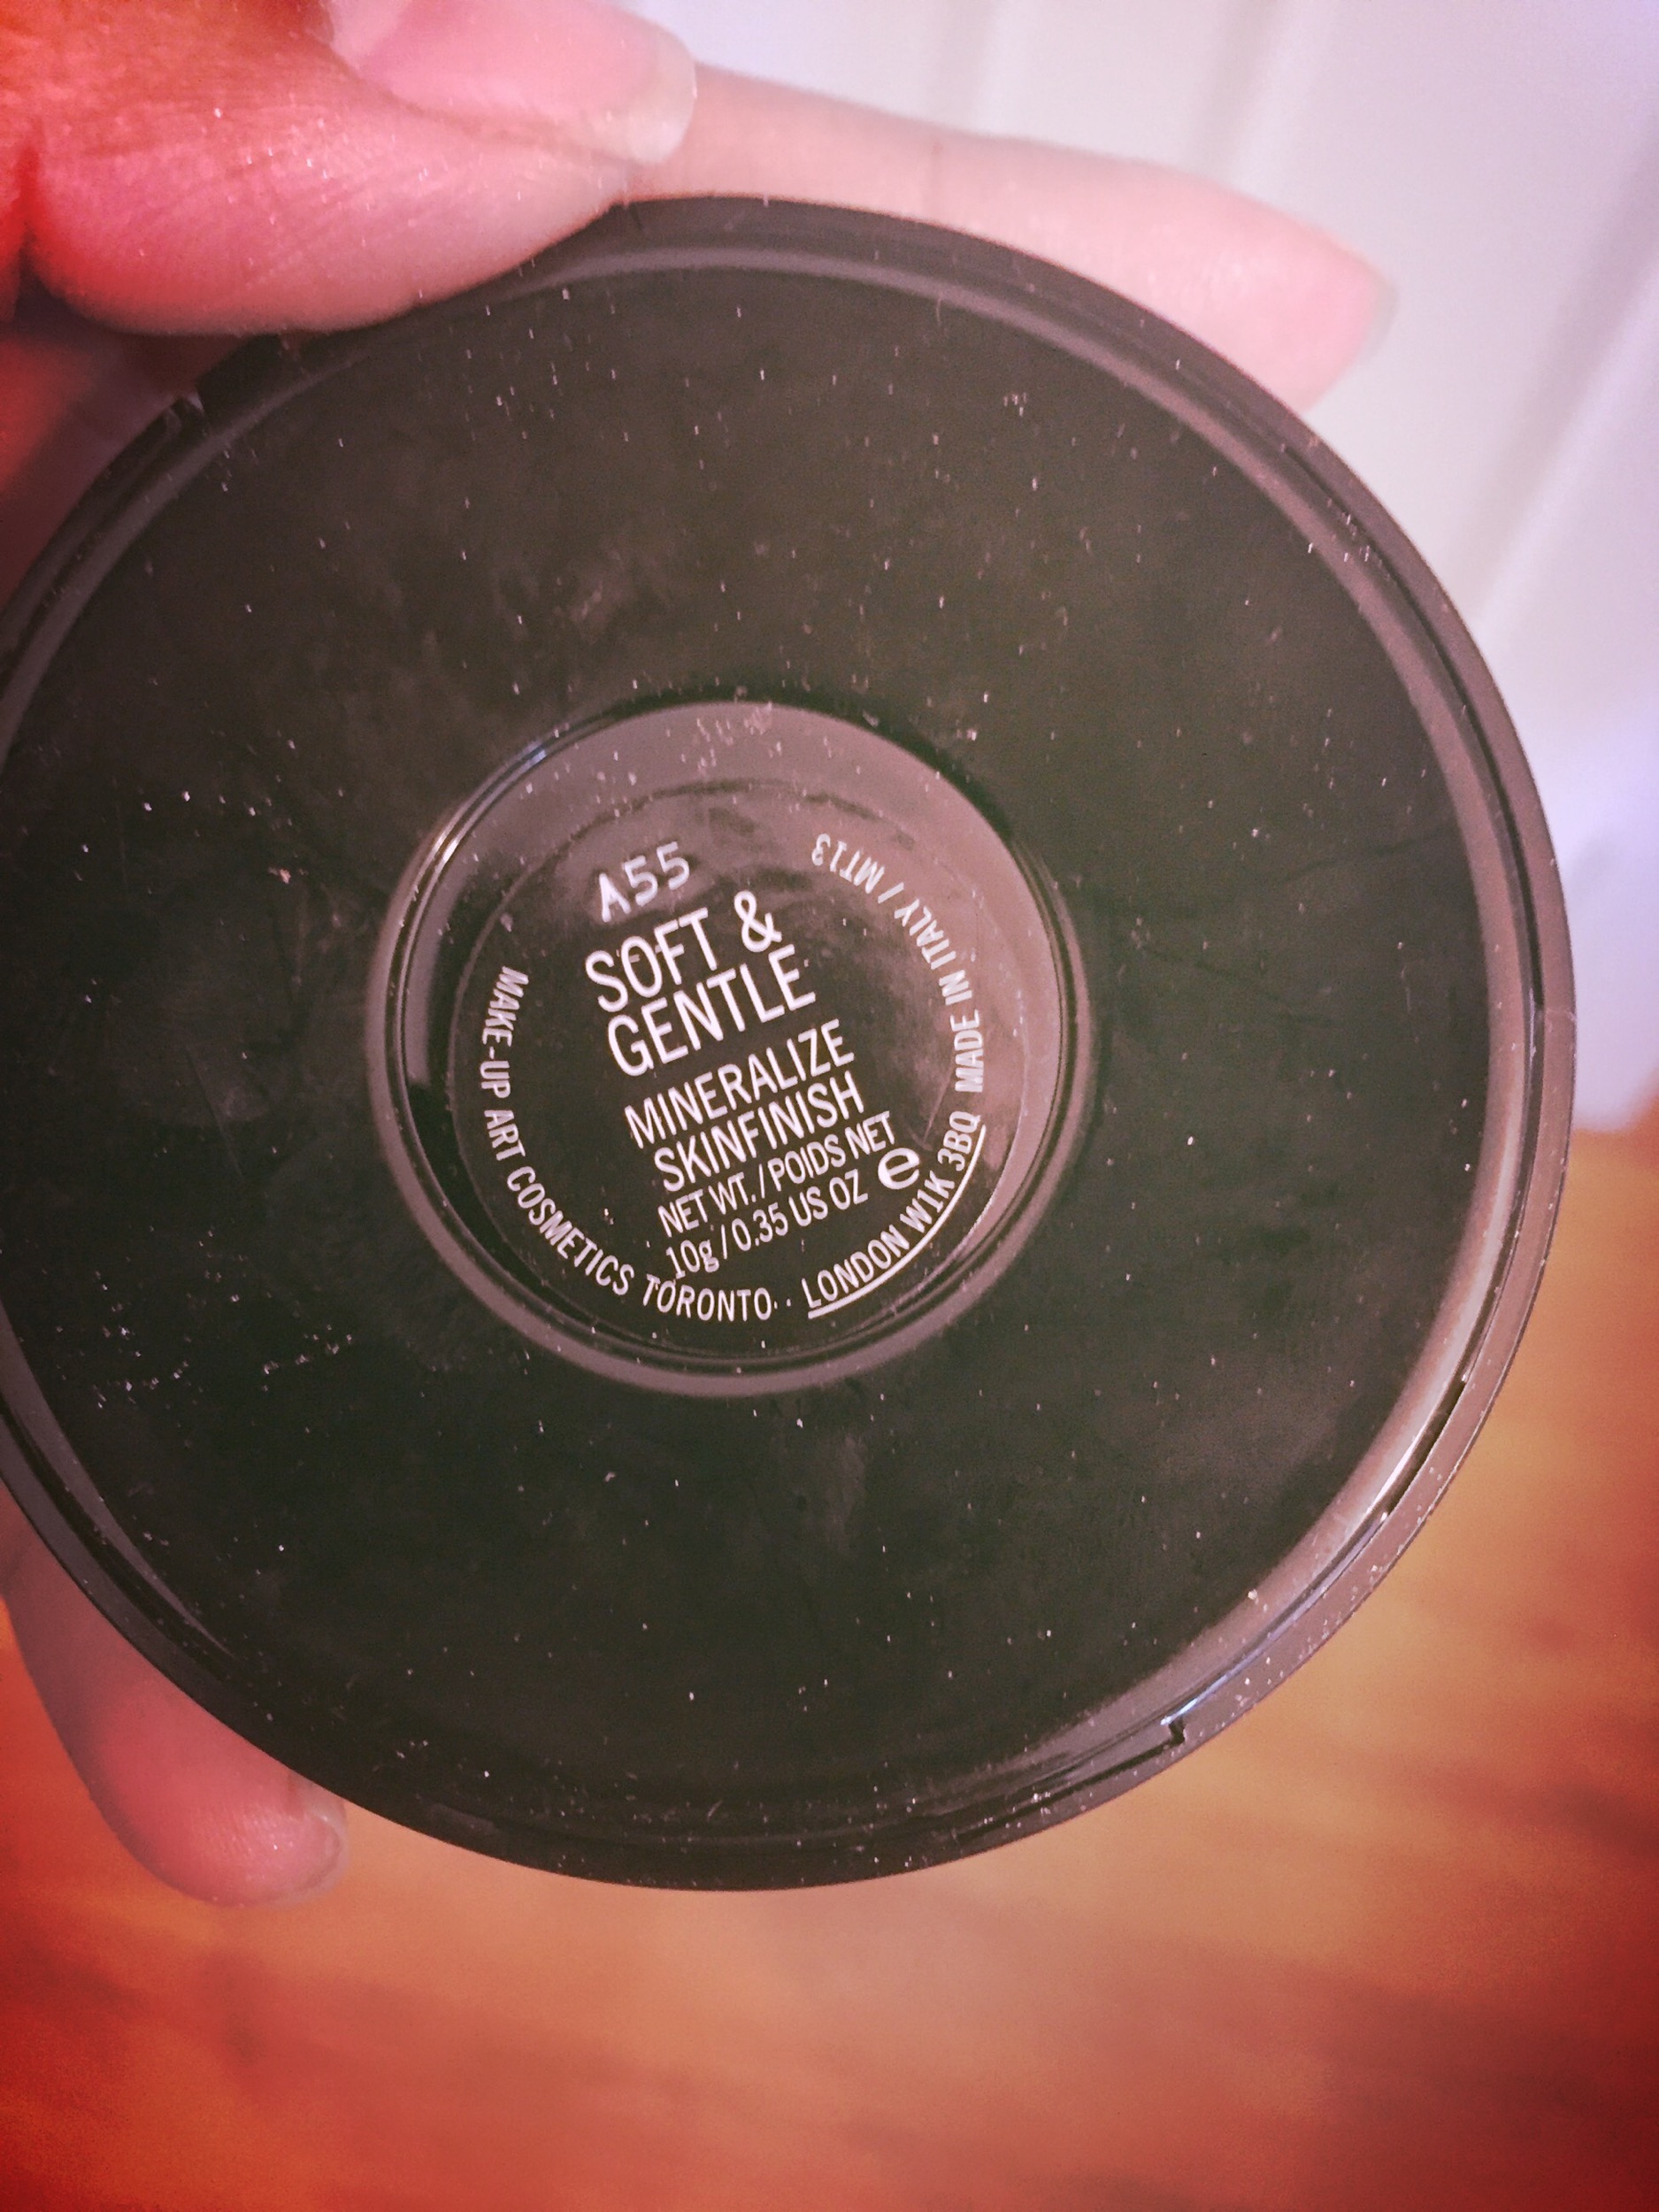 A55
SOFT &
GENTLE
MINERALIZE
SKINFINISH
NET WT. / POIDS NET
10g / 0.35 US OZ e
MAKE-UP ART COSMETICS TORONTO · · LONDON W1K 3BQ MADE IN ITALY / MT13